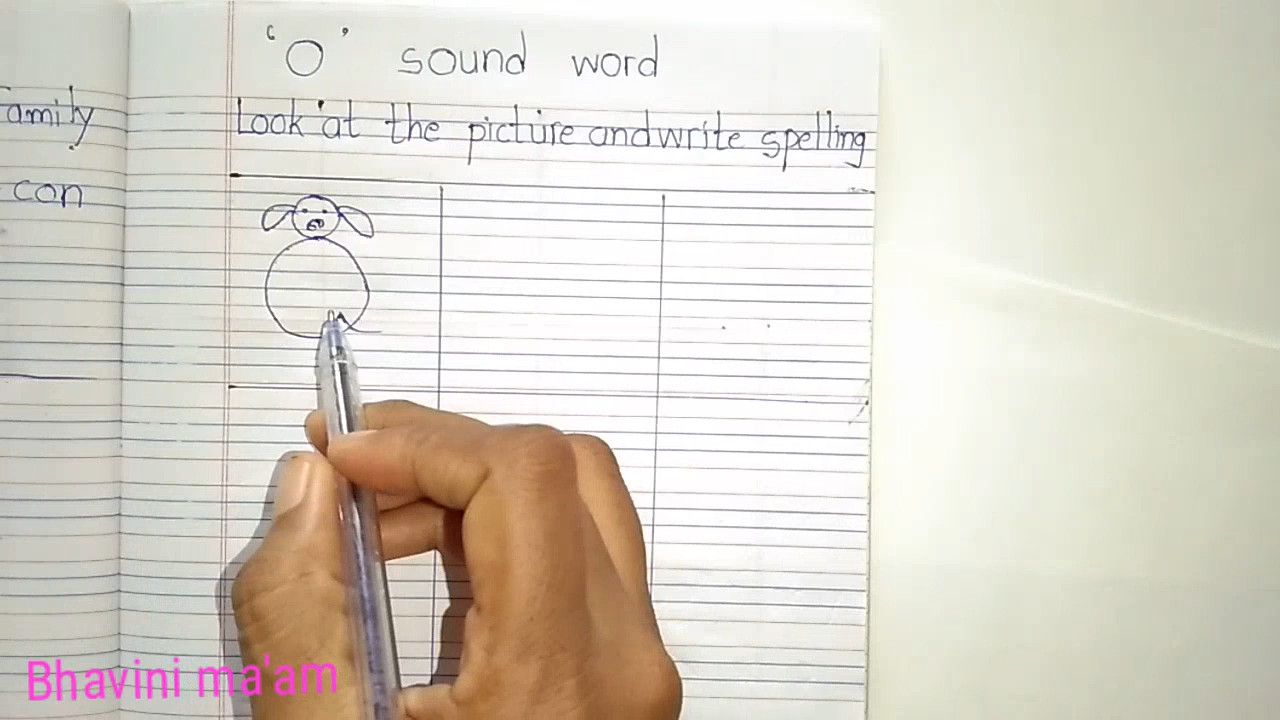 'O' sound word
Look at the picture and write spelling
amily
con
Bhavini ma'am